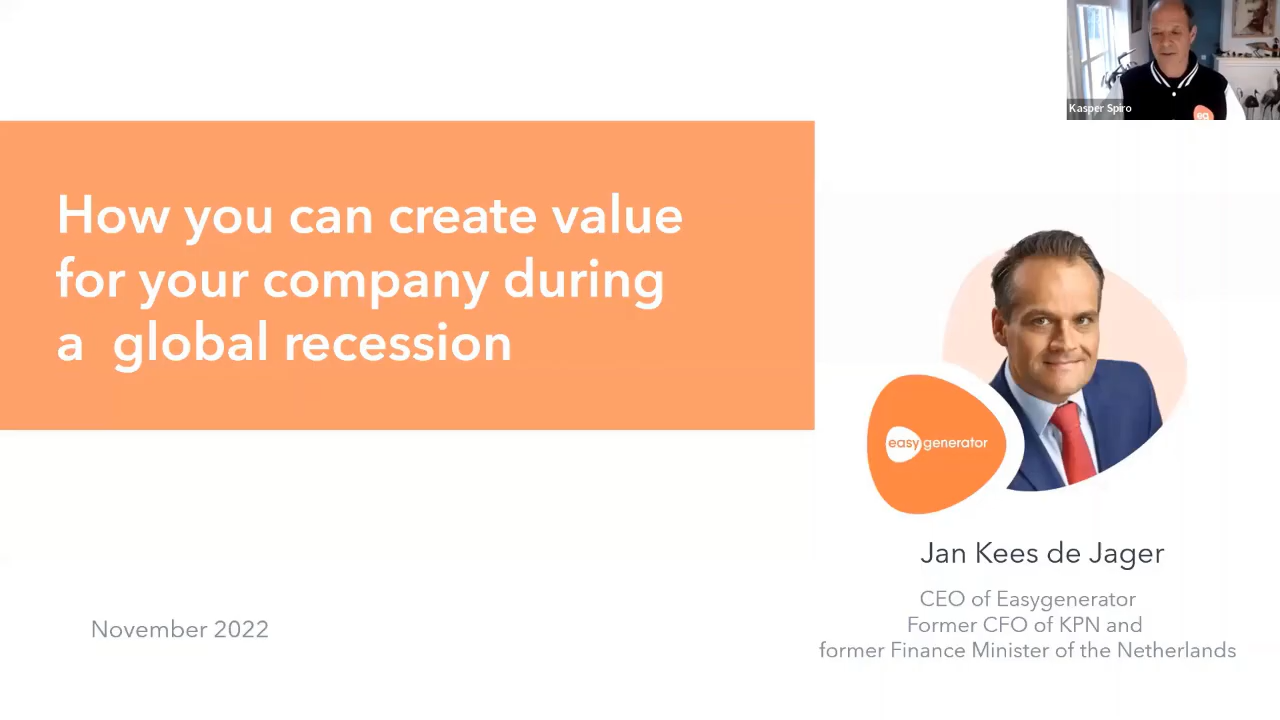 Kasper Spiro
How you can create value
for your company during
a global recession
easygenerator
Jan Kees de Jager
CEO of Easygenerator
Former CFO of KPN and
former Finance Minister of the Netherlands
November 2022